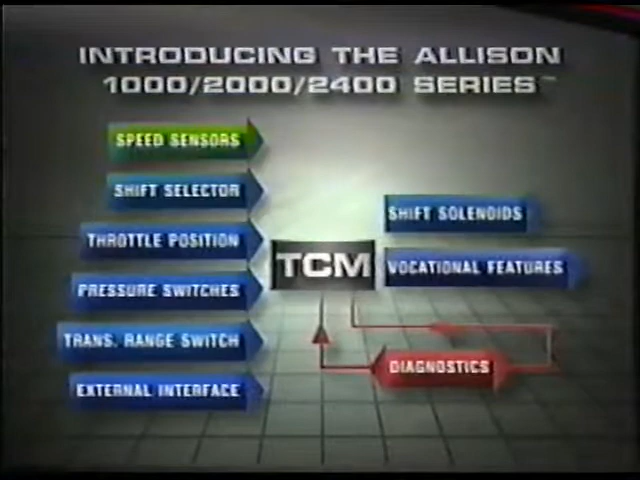 INTRODUCING THE ALLISON
1000/2000/2400 SERIES™
SPEED SENSORS
SHIFT SELECTOR
THROTTLE POSITION
PRESSURE SWITCHES
TRANS. RANGE SWITCH
EXTERNAL INTERFACE
TCM
SHIFT SOLENOIDS
VOCATIONAL FEATURES
DIAGNOSTICS